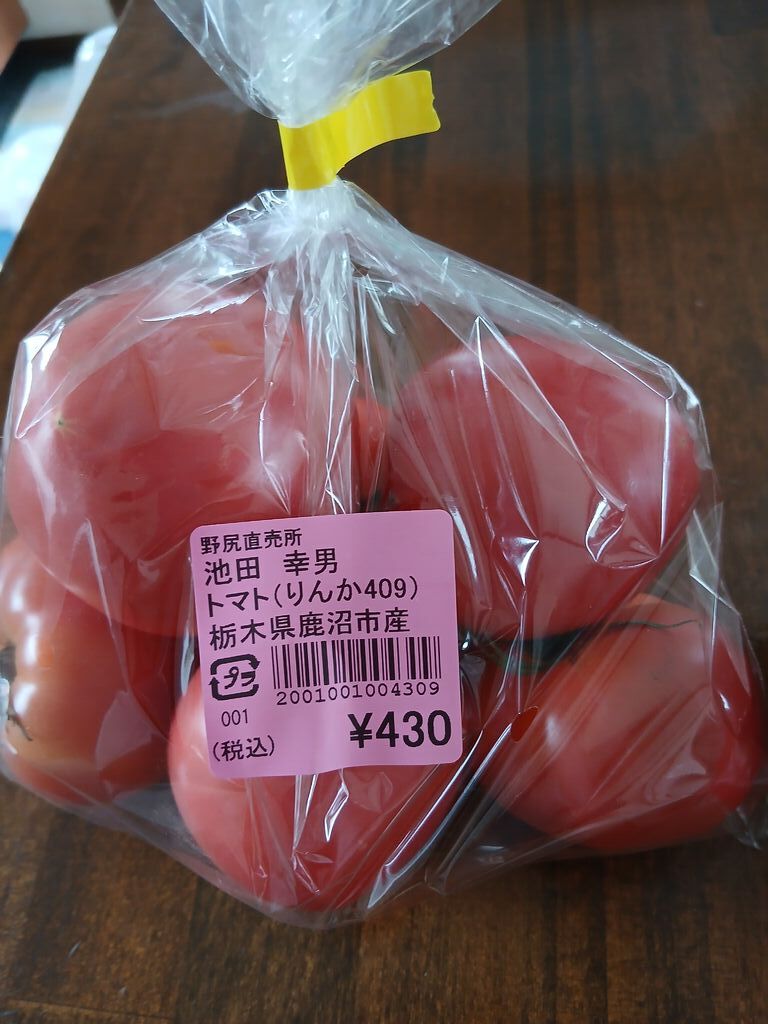 野尻直売所
池田 幸男
トマト(りんか409)
栃木県鹿沼市産
プラ
2001001004309
001
(税込) ¥430